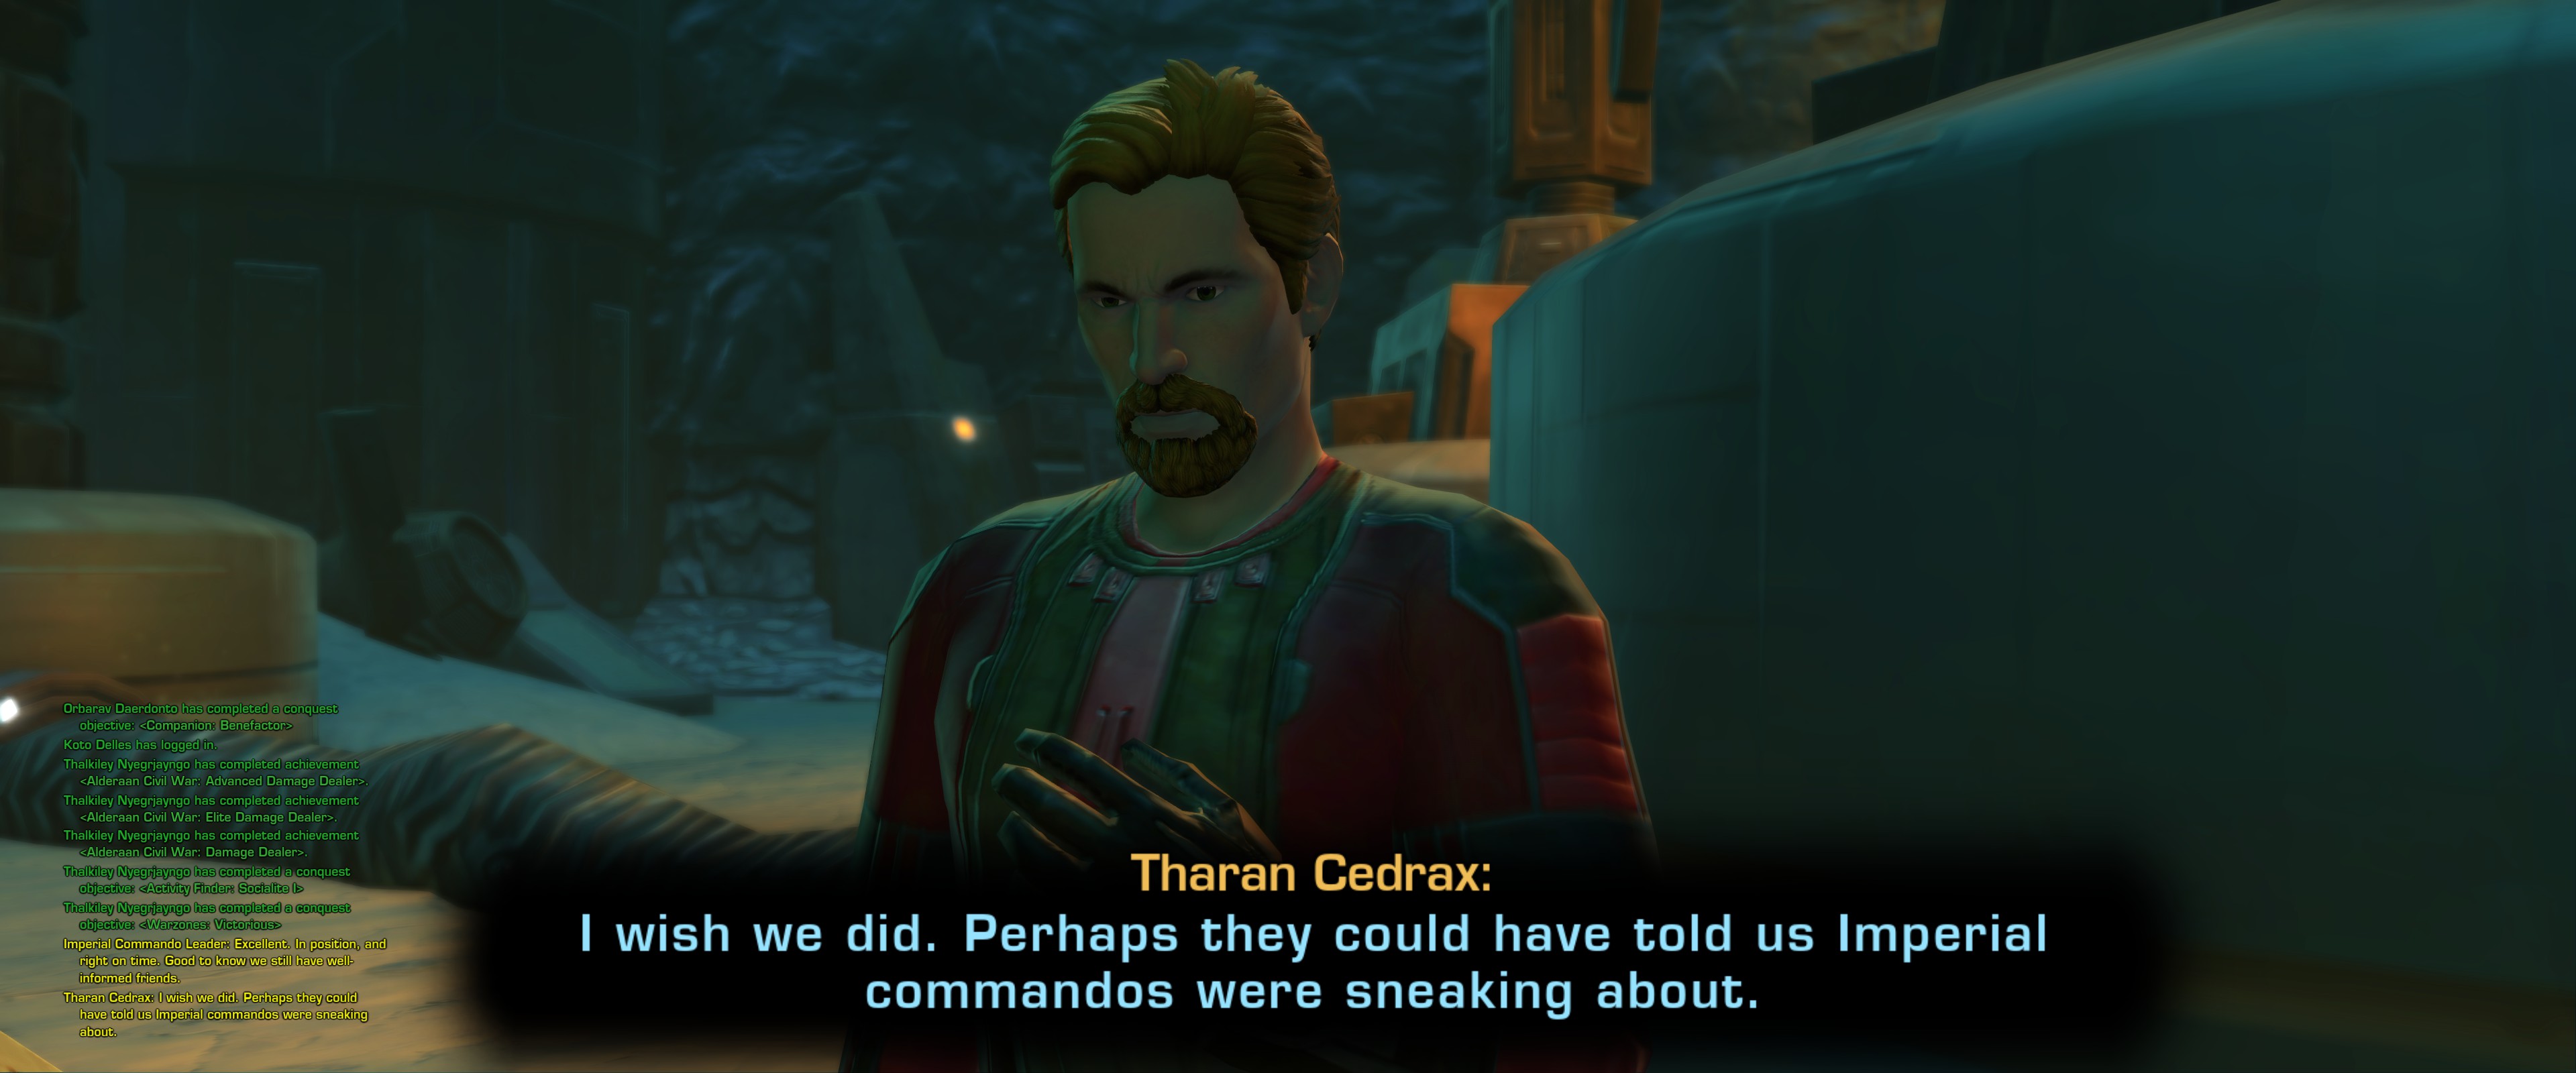 Orbarav Daerdonto has completed a conquest
objective: <Companion: Benefactor>
Koto Delles has logged in.
Thalkiley Nyegrjayngo has completed achievement
<Alderaan Civil War: Advanced Damage Dealer>.
Thalkiley Nyegrjayngo has completed achievement
<Alderaan Civil War: Elite Damage Dealer>.
Thalkiley Nyegrjayngo has completed achievement
<Alderaan Civil War: Damage Dealer>.
Thalkiley Nyegrjayngo has completed a conquest
objective: <Activity Finder: Socialite I>
Thalkiley Nyegrjayngo has completed a conquest
objective: <Warzones: Victorious>
Imperial Commando Leader: Excellent. In position, and
right on time. Good to know we still have well-
informed friends.
Tharan Cedrax: I wish we did. Perhaps they could
have told us Imperial commandos were sneaking
about.
Tharan Cedrax:
I wish we did. Perhaps they could have told us Imperial
commandos were sneaking about.